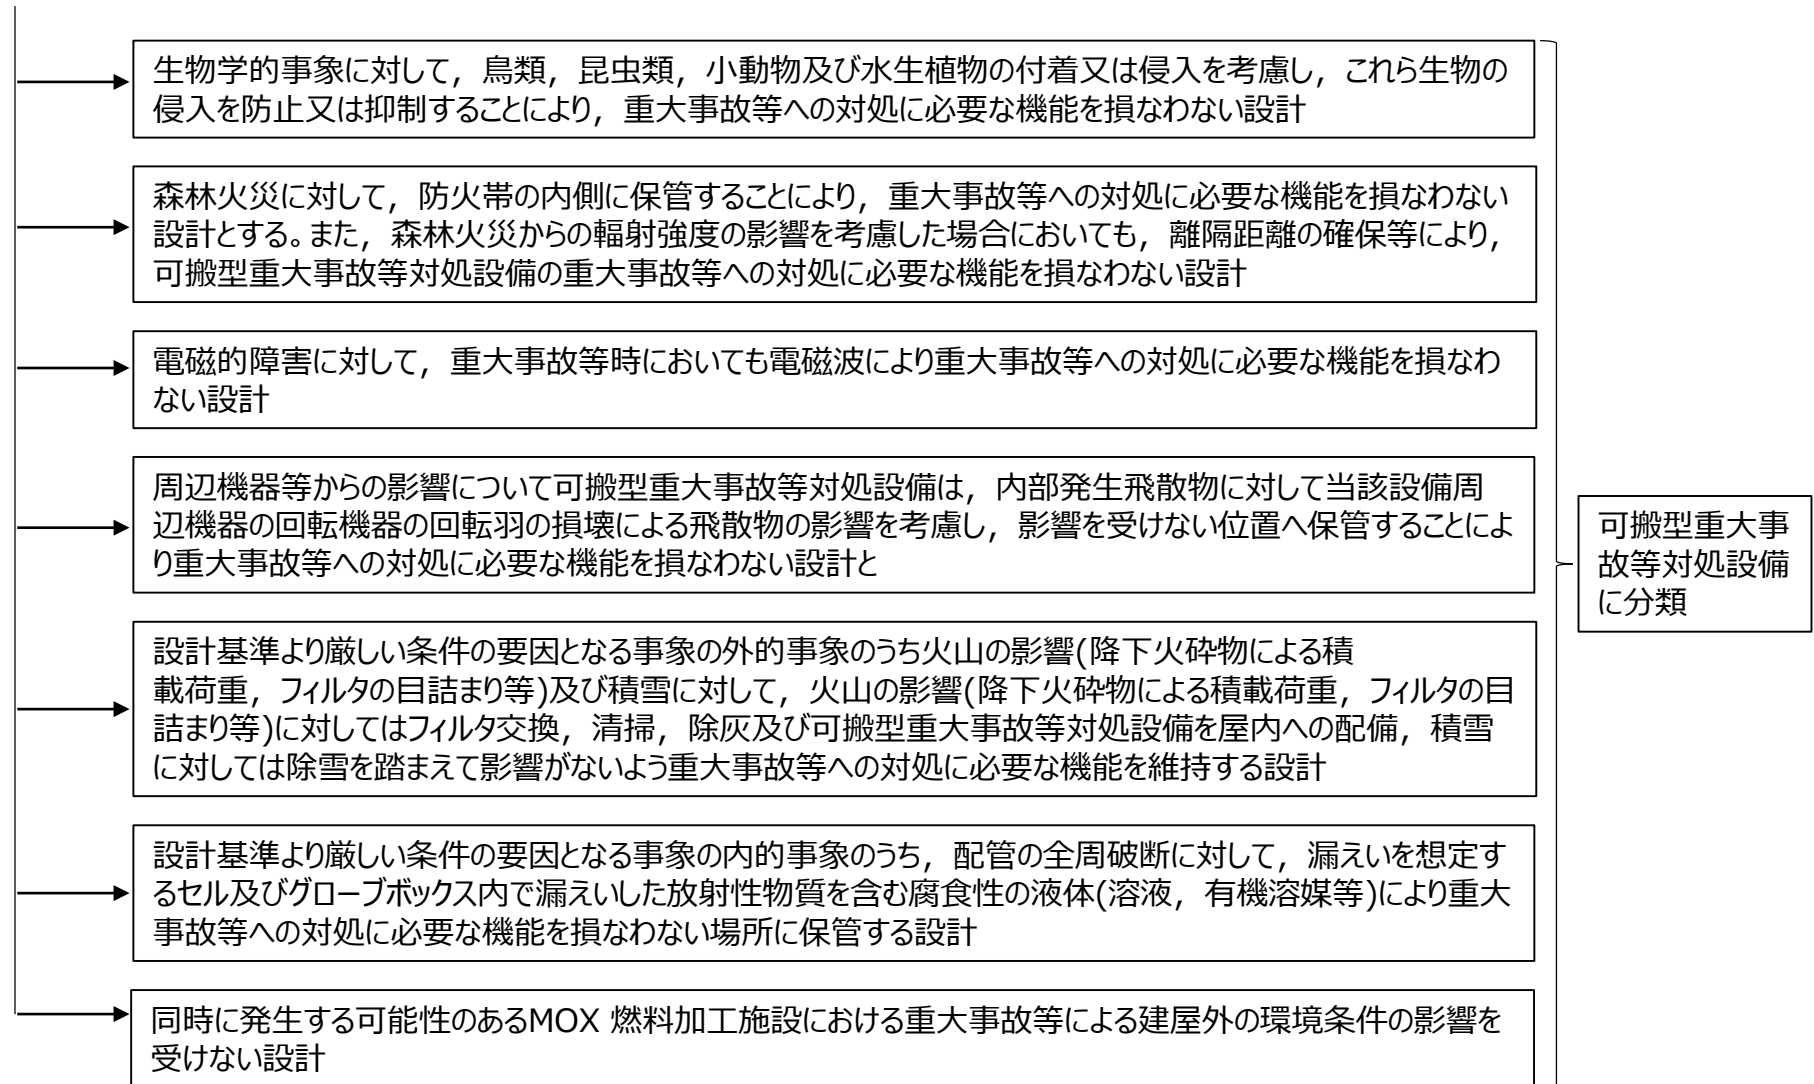 生物学的事象に対して，鳥類，昆虫類，小動物及び水生植物の付着又は侵入を考慮し，これら生物の
侵入を防止又は抑制することにより，重大事故等への対処に必要な機能を損なわない設計
森林火災に対して，防火帯の内側に保管することにより，重大事故等への対処に必要な機能を損なわない
設計とする。また，森林火災からの輻射強度の影響を考慮した場合においても，離隔距離の確保等により，
可搬型重大事故等対処設備の重大事故等への対処に必要な機能を損なわない設計
電磁的障害に対して，重大事故等時においても電磁波により重大事故等への対処に必要な機能を損なわ
ない設計
周辺機器等からの影響について可搬型重大事故等対処設備は，内部発生飛散物に対して当該設備周
辺機器の回転機器の回転羽の損壊による飛散物の影響を考慮し，影響を受けない位置へ保管することによ
り重大事故等への対処に必要な機能を損なわない設計と
設計基準より厳しい条件の要因となる事象の外的事象のうち火山の影響(降下火砕物による積
載荷重，フィルタの目詰まり等)及び積雪に対して，火山の影響(降下火砕物による積載荷重，フィルタの目
詰まり等)に対してはフィルタ交換，清掃，除灰及び可搬型重大事故等対処設備を屋内への配備，積雪
に対しては除雪を踏まえて影響がないよう重大事故等への対処に必要な機能を維持する設計
設計基準より厳しい条件の要因となる事象の内的事象のうち，配管の全周破断に対して，漏えいを想定す
るセル及びグローブボックス内で漏えいした放射性物質を含む腐食性の液体(溶液，有機溶媒等)により重大
事故等への対処に必要な機能を損なわない場所に保管する設計
同時に発生する可能性のあるMOX 燃料加工施設における重大事故等による建屋外の環境条件の影響を
受けない設計
可搬型重大事
故等対処設備
に分類